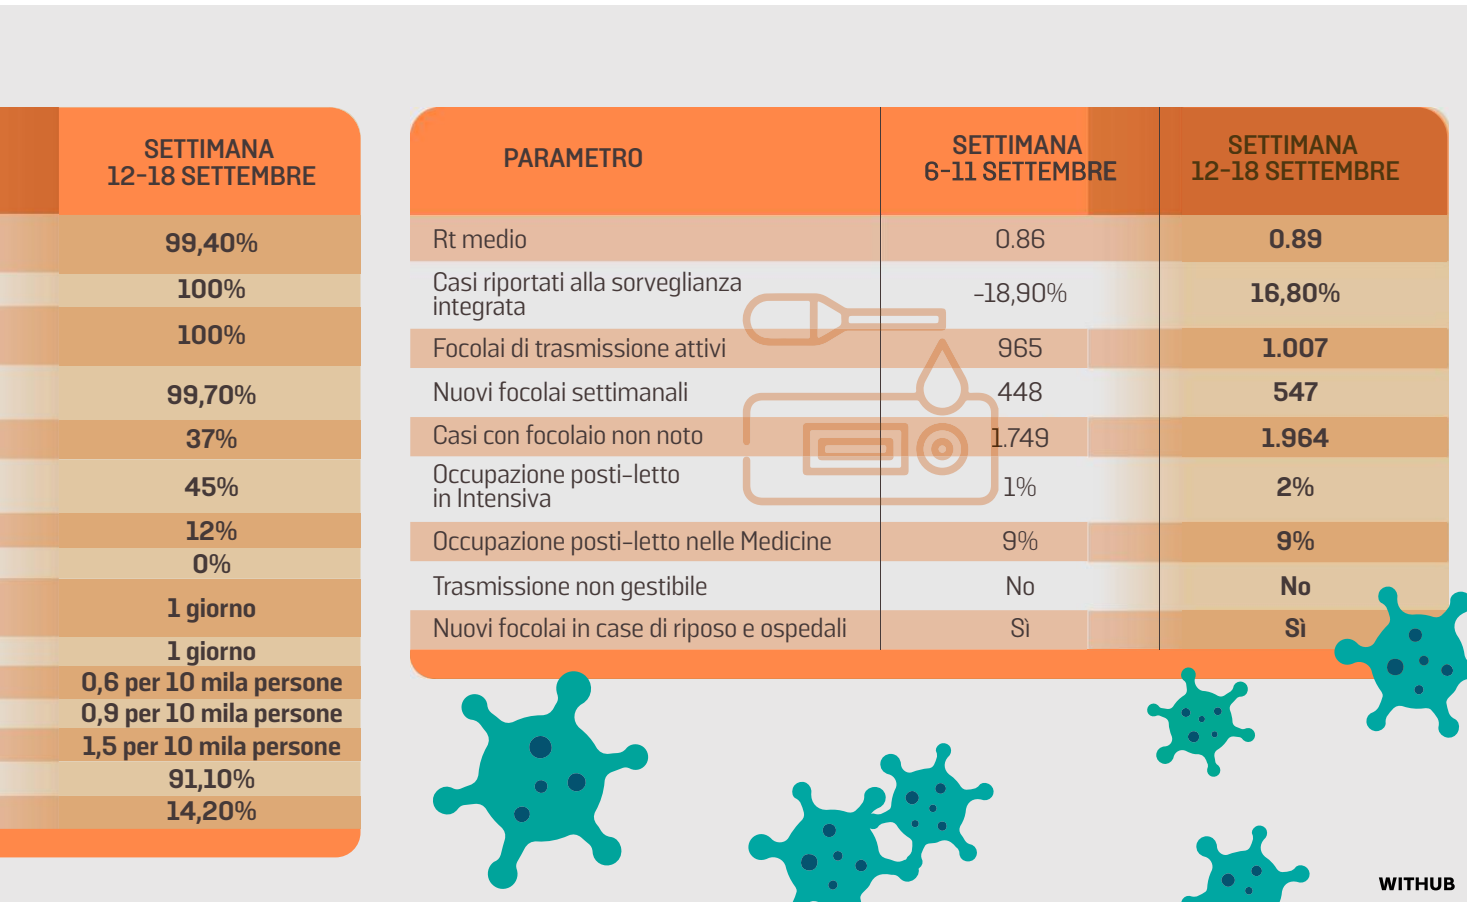 SETTIMANA
12-18 SETTEMBRE
99,40%
100%
100%
99,70%
37%
45%
12%
0%
1 giorno
1 giorno
0,6 per 10 mila persone
0,9 per 10 mila persone
1,5 per 10 mila persone
91,10%
14,20%
PARAMETRO
SETTIMANA
6-11 SETTEMBRE
SETTIMANA
12-18 SETTEMBRE
Rt medio
0.86
0.89
Casi riportati alla sorveglianza
integrata
-18,90%
16,80%
Focolai di trasmissione attivi
965
1.007
Nuovi focolai settimanali
448
547
Casi con focolaio non noto
1.749
1.964
Occupazione posti-letto
in Intensiva
1%
2%
Occupazione posti-letto nelle Medicine
9%
9%
Trasmissione non gestibile
No
No
Nuovi focolai in case di riposo e ospedali
Sì
Sì
WITHUB